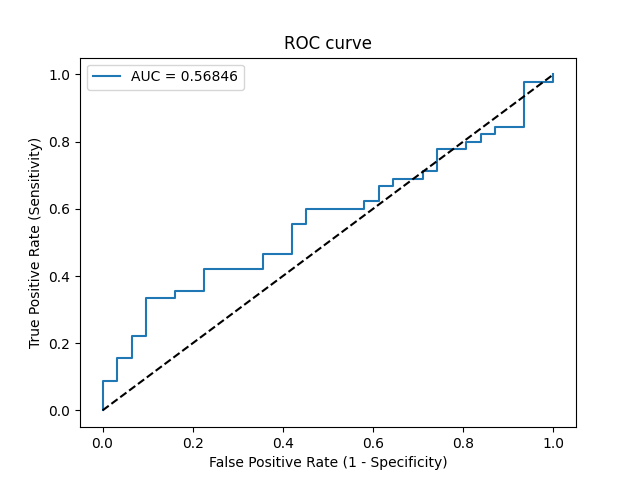 ROC curve
AUC = 0.56846
True Positive Rate (Sensitivity)
1.0
0.8
0.6
0.4
0.2
0.0
0.0 0.2 0.4 0.6 0.8 1.0
False Positive Rate (1 - Specificity)